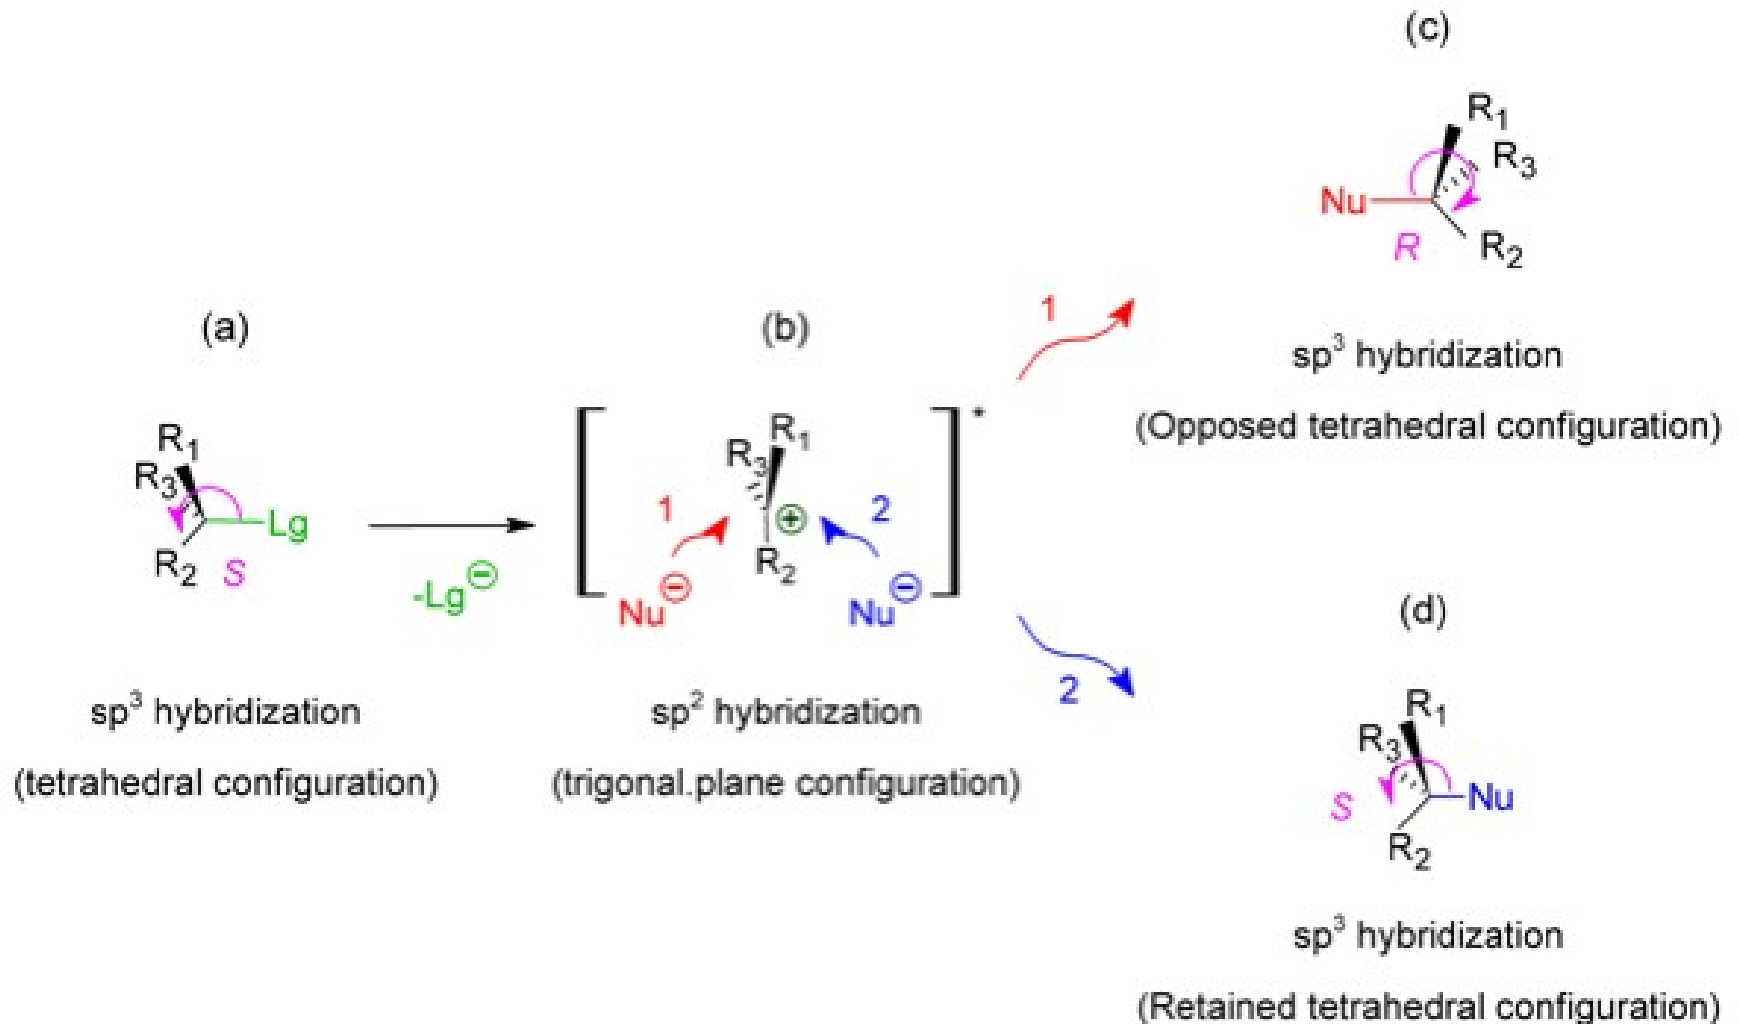 (c)
R1
R3
Nu
R
R2
1
sp3 hybridization
(Opposed tetrahedral configuration)
(a)
R1
R3
Lg
R2
S
sp3 hybridization
(tetrahedral configuration)
-Lg⊖
(b)
*
R1
R3
1
2
⊕
R2
Nu⊖
Nu⊖
sp2 hybridization
(trigonal.plane configuration)
2
(d)
R1
R3
S
Nu
R2
sp3 hybridization
(Retained tetrahedral configuration)